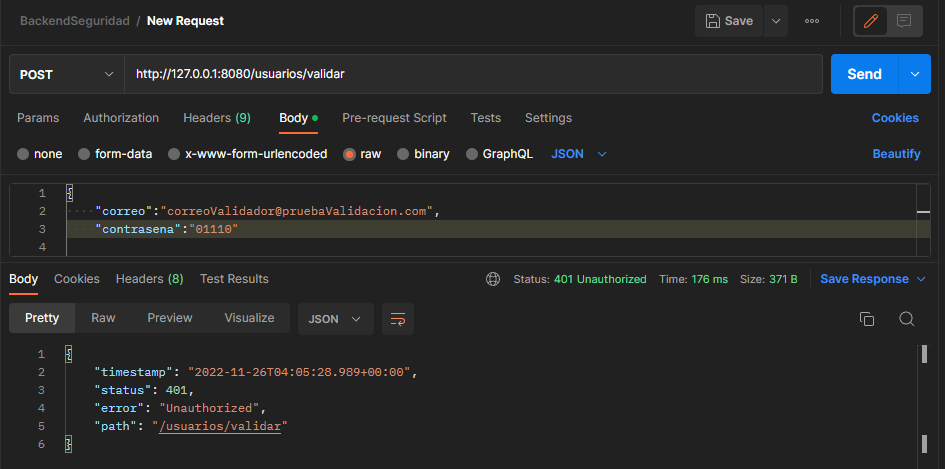 BackendSeguridad / New Request
Save
POST
http://127.0.0.1:8080/usuarios/validar
Send
Params Authorization Headers (9) Body Pre-request Script Tests Settings Cookies
none form-data x-www-form-urlencoded raw binary GraphQL JSON Beautify
1 {
2 "correo":"correoValidador@pruebaValidacion.com",
3 "contrasena":"01110"
4
Body Cookies Headers (8) Test Results Status: 401 Unauthorized Time: 176 ms Size: 371 B Save Response
Pretty Raw Preview Visualize JSON
1 {
2 "timestamp": "2022-11-26T04:05:28.989+00:00",
3 "status": 401,
4 "error": "Unauthorized",
5 "path": "/usuarios/validar"
6 }